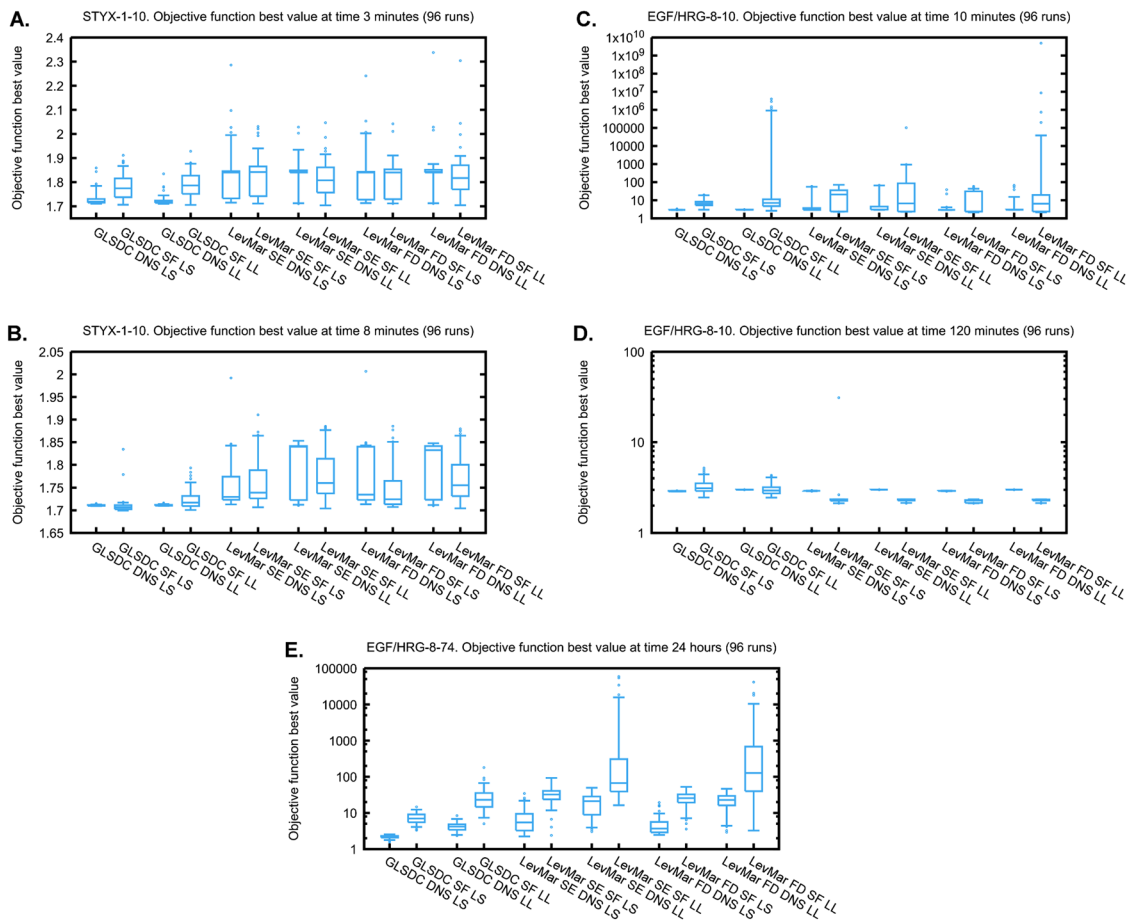 A.
STYX-1-10. Objective function best value at time 3 minutes (96 runs)
Objective function best value
2.4
2.3
2.2
2.1
2
1.9
1.8
1.7
GLSDC DNS LS
GLSDC SF LS
GLSDC DNS LL
GLSDC SF LL
LevMar SE DNS LS
LevMar SE SF LS
LevMar SE DNS LL
LevMar SE SF LL
LevMar FD DNS LS
LevMar FD SF LS
LevMar FD DNS LL
LevMar FD SF LL
C.
EGF/HRG-8-10. Objective function best value at time 10 minutes (96 runs)
Objective function best value
1x10^10
1x10^9
1x10^8
1x10^7
1x10^6
100000
10000
1000
100
10
1
GLSDC DNS LS
GLSDC SF LS
GLSDC DNS LL
GLSDC SF LL
LevMar SE DNS LS
LevMar SE SF LS
LevMar SE DNS LL
LevMar SE SF LL
LevMar FD DNS LS
LevMar FD SF LS
LevMar FD DNS LL
LevMar FD SF LL
B.
STYX-1-10. Objective function best value at time 8 minutes (96 runs)
Objective function best value
2.05
2
1.95
1.9
1.85
1.8
1.75
1.7
1.65
GLSDC DNS LS
GLSDC SF LS
GLSDC DNS LL
GLSDC SF LL
LevMar SE DNS LS
LevMar SE SF LS
LevMar SE DNS LL
LevMar SE SF LL
LevMar FD DNS LS
LevMar FD SF LS
LevMar FD DNS LL
LevMar FD SF LL
D.
EGF/HRG-8-10. Objective function best value at time 120 minutes (96 runs)
Objective function best value
100
10
1
GLSDC DNS LS
GLSDC SF LS
GLSDC DNS LL
GLSDC SF LL
LevMar SE DNS LS
LevMar SE SF LS
LevMar SE DNS LL
LevMar SE SF LL
LevMar FD DNS LS
LevMar FD SF LS
LevMar FD DNS LL
LevMar FD SF LL
E.
EGF/HRG-8-74. Objective function best value at time 24 hours (96 runs)
Objective function best value
100000
10000
1000
100
10
1
GLSDC DNS LS
GLSDC SF LS
GLSDC DNS LL
GLSDC SF LL
LevMar SE DNS LS
LevMar SE SF LS
LevMar SE DNS LL
LevMar SE SF LL
LevMar FD DNS LS
LevMar FD SF LS
LevMar FD DNS LL
LevMar FD SF LL